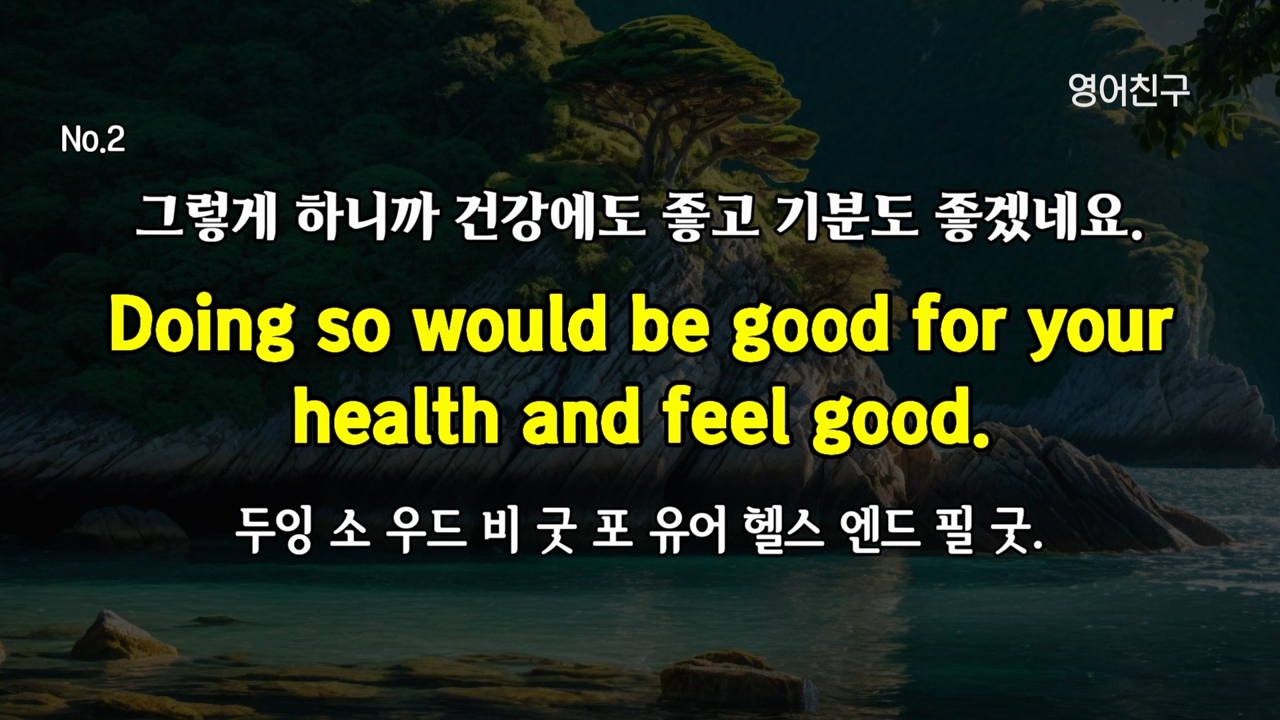 영어친구
No.2
그렇게 하니까 건강에도 좋고 기분도 좋겠네요.
Doing so would be good for your
health and feel good.
두잉 소 우드 비 굿 포 유어 헬스 엔드 필 굿.